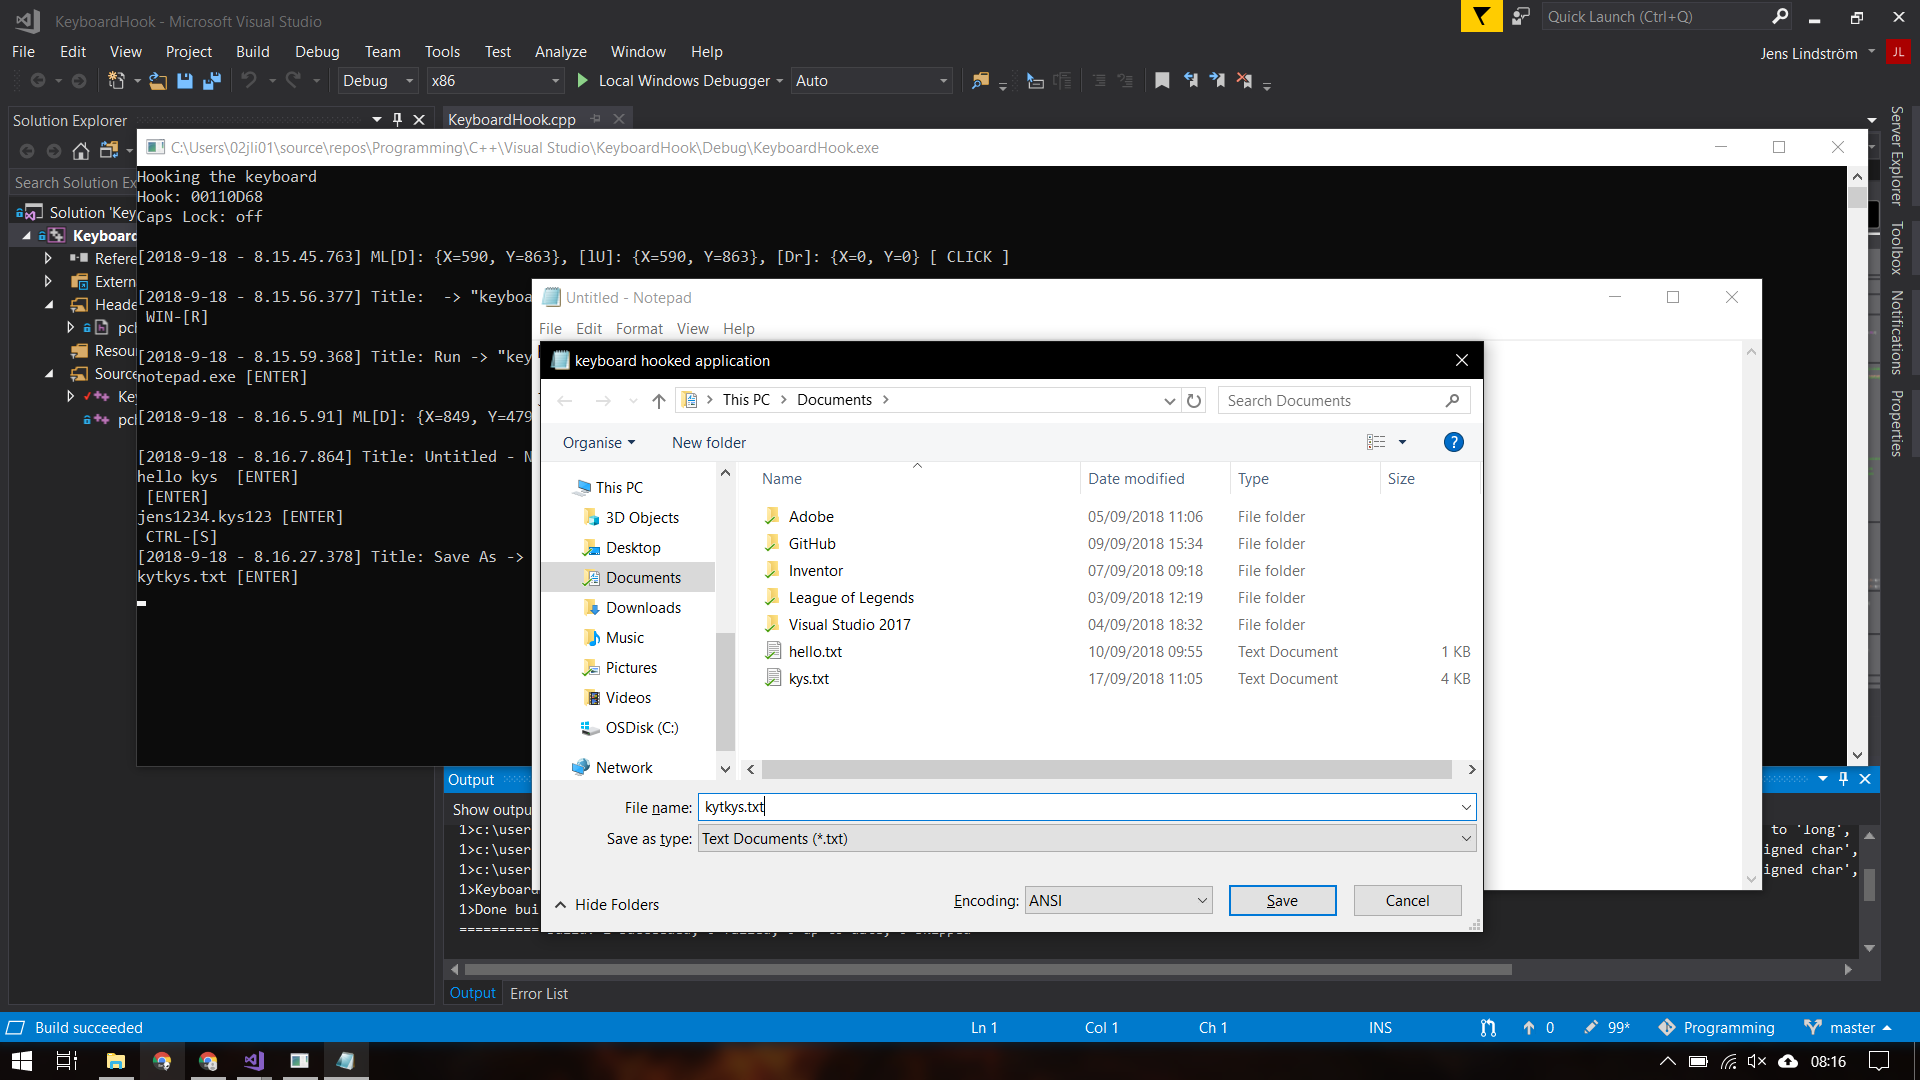 KeyboardHook - Microsoft Visual Studio
Quick Launch (Ctrl+Q)
File Edit View Project Build Debug Team Tools Test Analyze Window Help
Jens Lindström JL
Debug x86 Local Windows Debugger Auto
Solution Explorer
KeyboardHook.cpp
Search Solution Ex
Solution 'Key
Keyboard
Refere
Extern
Heade
pcl
Resou
Source
Ke
pcl
C:\Users\02jli01\source\repos\Programming\C++\Visual Studio\KeyboardHook\Debug\KeyboardHook.exe
Hooking the keyboard
Hook: 00110D68
Caps Lock: off
[2018-9-18 - 8.15.45.763] ML[D]: {X=590, Y=863}, [lU]: {X=590, Y=863}, [Dr]: {X=0, Y=0} [ CLICK ]
[2018-9-18 - 8.15.56.377] Title:  -> "keyboa
WIN-[R]
[2018-9-18 - 8.15.59.368] Title: Run -> "key
notepad.exe [ENTER]
[2018-9-18 - 8.16.5.91] ML[D]: {X=849, Y=479
[2018-9-18 - 8.16.7.864] Title: Untitled - N
hello kys  [ENTER]
[ENTER]
jens1234.kys123 [ENTER]
CTRL-[S]
[2018-9-18 - 8.16.27.378] Title: Save As ->
kytkys.txt [ENTER]
Untitled - Notepad
File Edit Format View Help
keyboard hooked application
This PC Documents
Search Documents
Organise New folder
?
This PC
3D Objects
Desktop
Documents
Downloads
Music
Pictures
Videos
OSDisk (C:)
Network
Name Date modified Type Size
Adobe 05/09/2018 11:06 File folder
GitHub 09/09/2018 15:34 File folder
Inventor 07/09/2018 09:18 File folder
League of Legends 03/09/2018 12:19 File folder
Visual Studio 2017 04/09/2018 18:32 File folder
hello.txt 10/09/2018 09:55 Text Document 1 KB
kys.txt 17/09/2018 11:05 Text Document 4 KB
File name: kytkys.txt
Save as type: Text Documents (*.txt)
Hide Folders
Encoding: ANSI Save Cancel
Server Explorer
Toolbox
Notifications
Properties
Output
Show outpu
1>c:\user to 'long',
1>c:\user igned char',
1>c:\user igned char',
1>Keyboard
1>Done bui
==========
Output Error List
Build succeeded Ln 1 Col 1 Ch 1 INS 0 99* Programming master
08:16